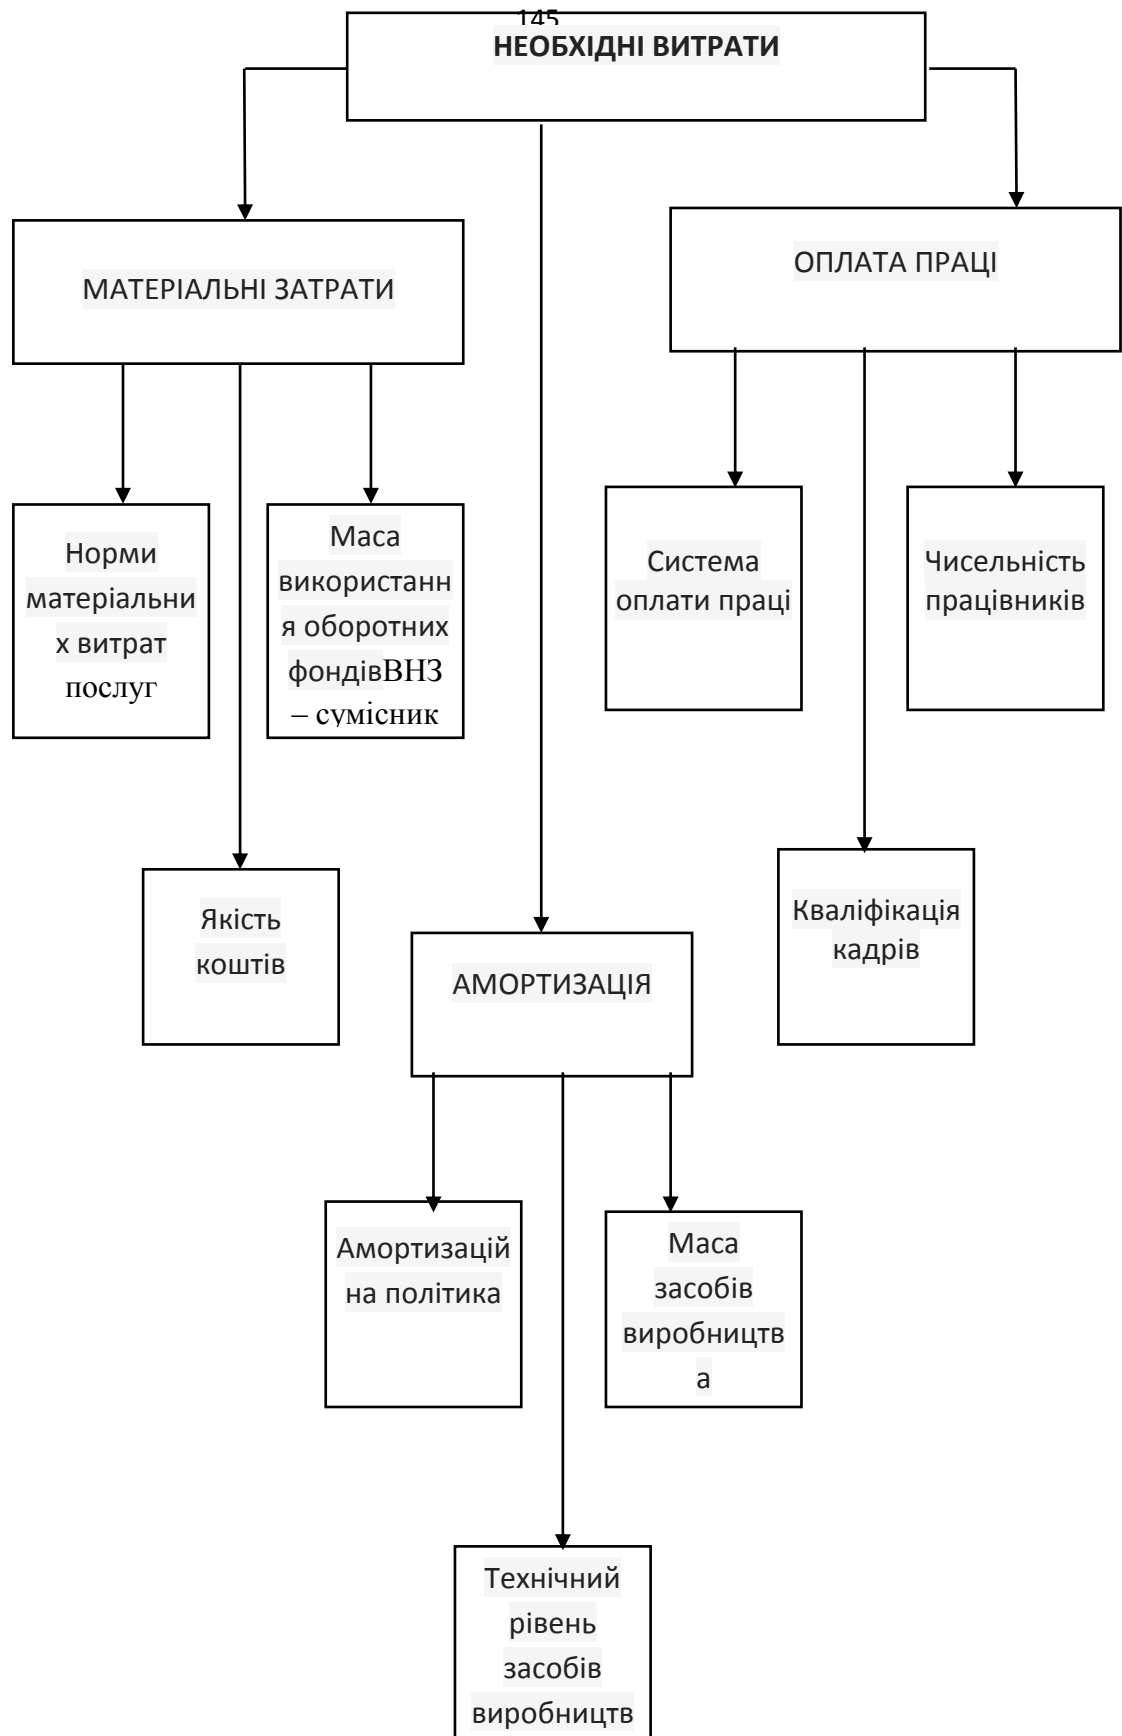 145
НЕОБХІДНІ ВИТРАТИ
МАТЕРІАЛЬНІ ЗАТРАТИ
ОПЛАТА ПРАЦІ
Норми
матеріальни
х витрат
послуг
Маса
використанн
я оборотних
фондівВНЗ
– сумісник
Система
оплати праці
Чисельність
працівників
Якість
коштів
Кваліфікація
кадрів
АМОРТИЗАЦІЯ
Амортизацій
на політика
Маса
засобів
виробництв
а
Технічний
рівень
засобів
виробництв